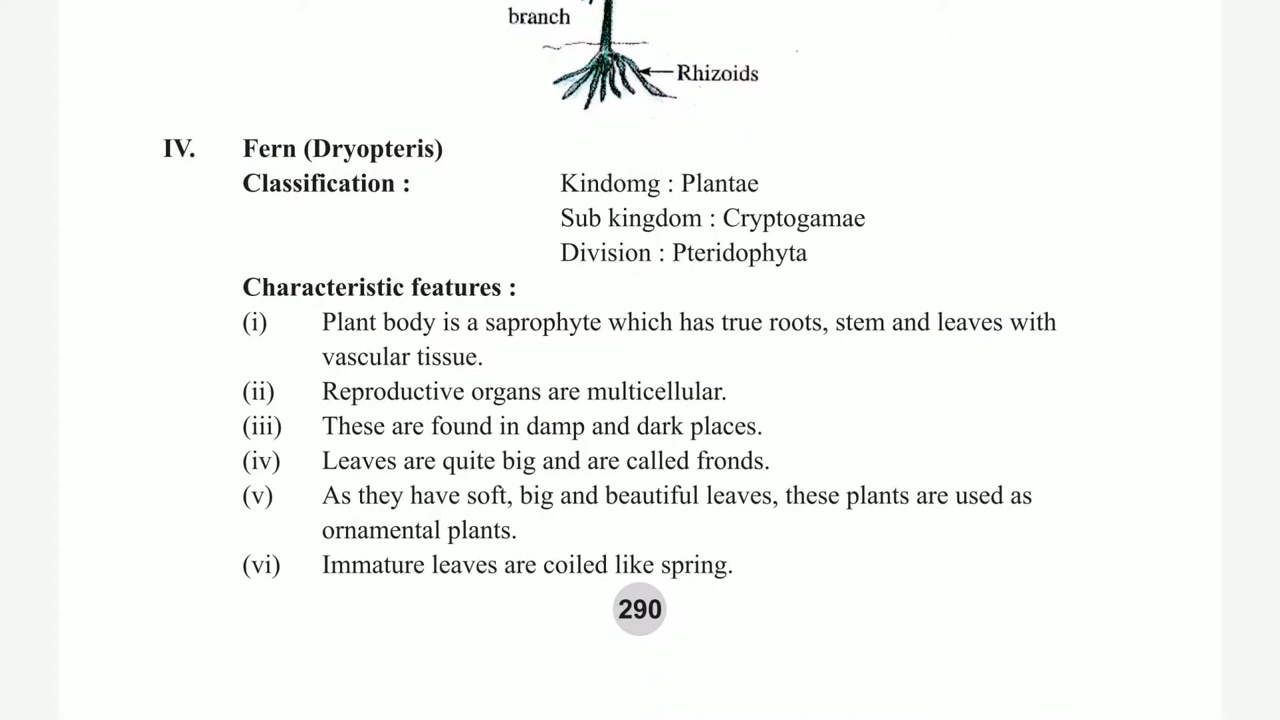 branch
Rhizoids
IV. Fern (Dryopteris)
Classification : Kindomg : Plantae
Sub kingdom : Cryptogamae
Division : Pteridophyta
Characteristic features :
(i) Plant body is a saprophyte which has true roots, stem and leaves with
vascular tissue.
(ii) Reproductive organs are multicellular.
(iii) These are found in damp and dark places.
(iv) Leaves are quite big and are called fronds.
(v) As they have soft, big and beautiful leaves, these plants are used as
ornamental plants.
(vi) Immature leaves are coiled like spring.
290